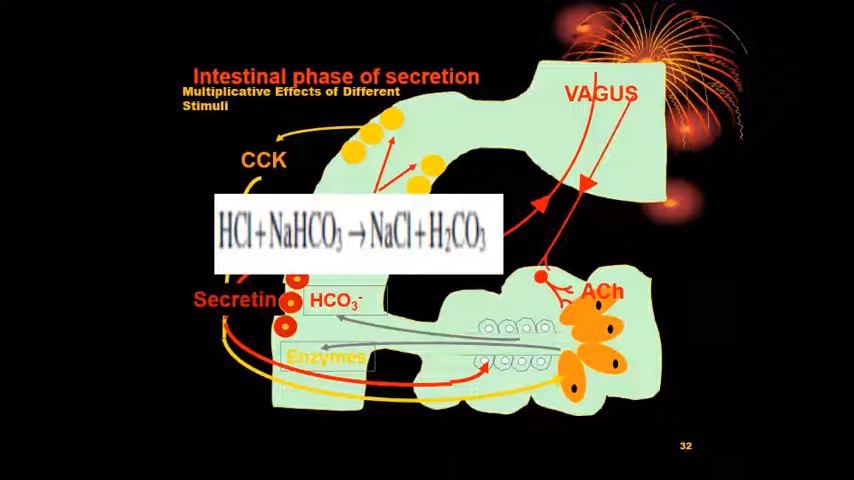 Intestinal phase of secretion
Multiplicative Effects of Different
Stimuli
VAGUS
CCK
HCl+NaHCO₃→NaCl+H₂CO₃
Secretin
HCO₃⁻
ACh
Enzymes
32